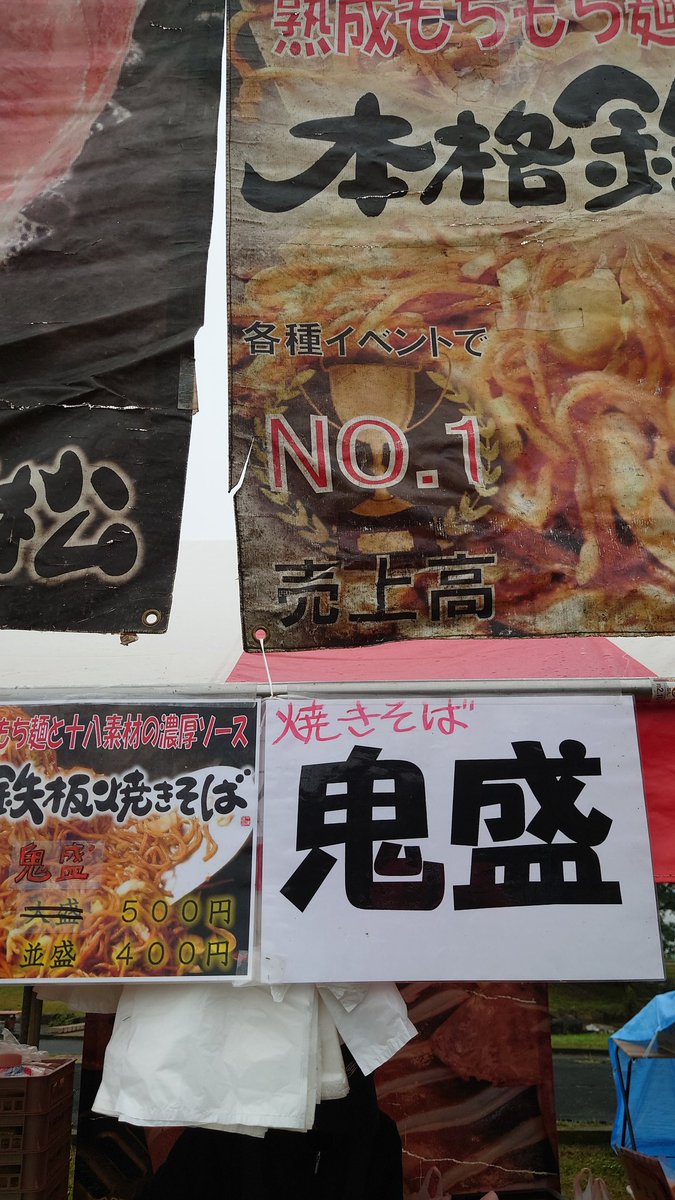 熟成もちもち麺
本格鉄
各種イベントで
NO.1
売上高
松
もち麺と十八素材の濃厚ソース
鉄板焼きそば
鬼盛
大盛 500円
並盛 400円
焼きそば
鬼盛